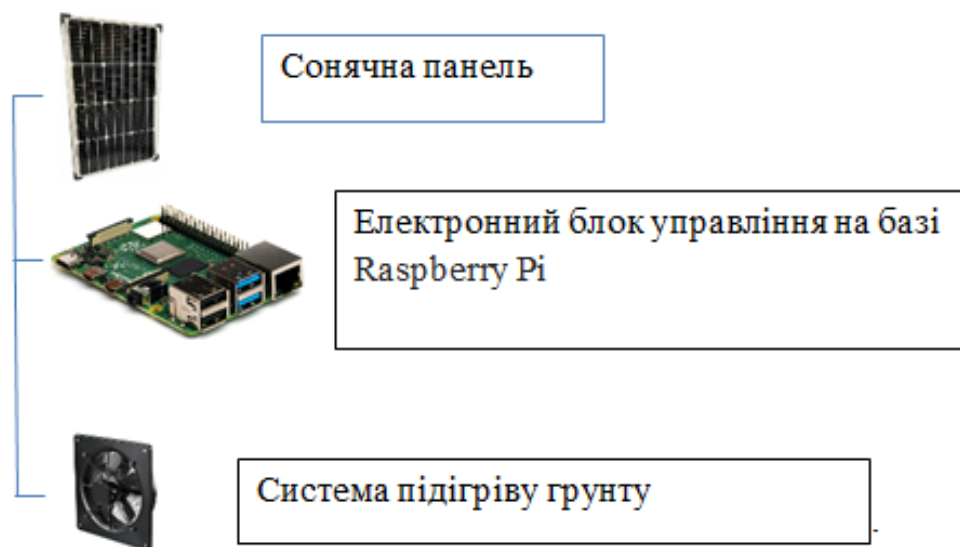 Сонячна панель
Електронний блок управління на базі
Raspberry Pi
Система підігріву грунту
.